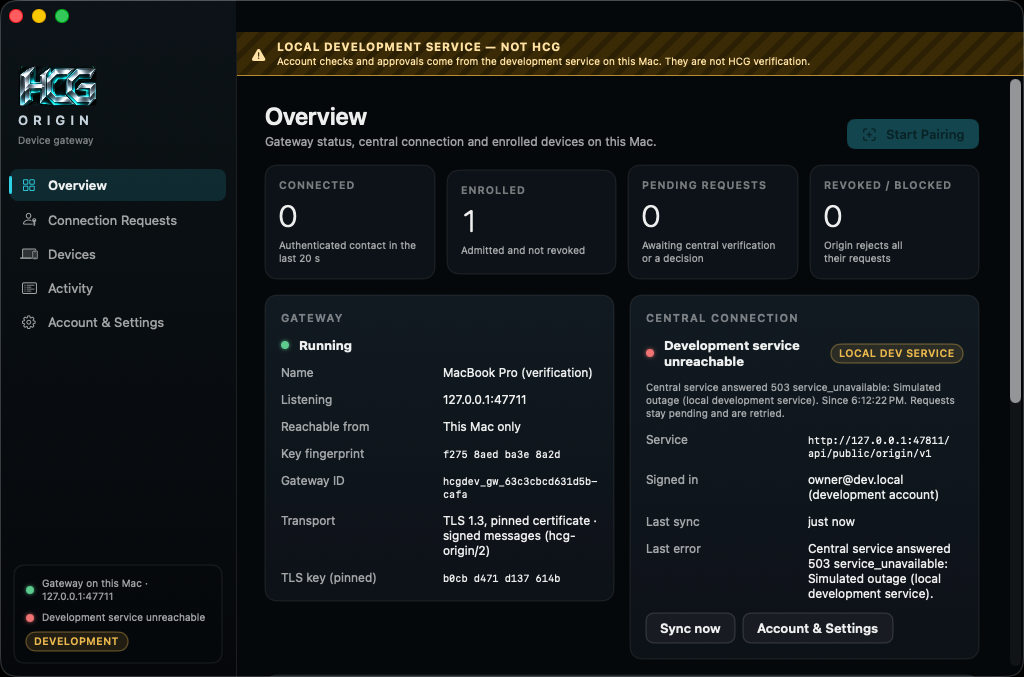 LOCAL DEVELOPMENT SERVICE — NOT HCG
Account checks and approvals come from the development service on this Mac. They are not HCG verification.
HCG
ORIGIN
Device gateway
Overview
Connection Requests
Devices
Activity
Account & Settings
Gateway on this Mac ·
127.0.0.1:47711
Development service unreachable
DEVELOPMENT
Overview
Gateway status, central connection and enrolled devices on this Mac.
Start Pairing
CONNECTED
0
Authenticated contact in the
last 20 s
ENROLLED
1
Admitted and not revoked
PENDING REQUESTS
0
Awaiting central verification
or a decision
REVOKED / BLOCKED
0
Origin rejects all
their requests
GATEWAY
Running
Name MacBook Pro (verification)
Listening 127.0.0.1:47711
Reachable from This Mac only
Key fingerprint f275 8aed ba3e 8a2d
Gateway ID hcgdev_gw_63c3cbcd631d5b-
cafa
Transport TLS 1.3, pinned certificate ·
signed messages (hcg-
origin/2)
TLS key (pinned) b0cb d471 d137 614b
CENTRAL CONNECTION
Development service
unreachable
LOCAL DEV SERVICE
Central service answered 503 service_unavailable: Simulated
outage (local development service). Since 6:12:22 PM. Requests
stay pending and are retried.
Service http://127.0.0.1:47811/
api/public/origin/v1
Signed in owner@dev.local
(development account)
Last sync just now
Last error Central service answered
503 service_unavailable:
Simulated outage (local
development service).
Sync now
Account & Settings